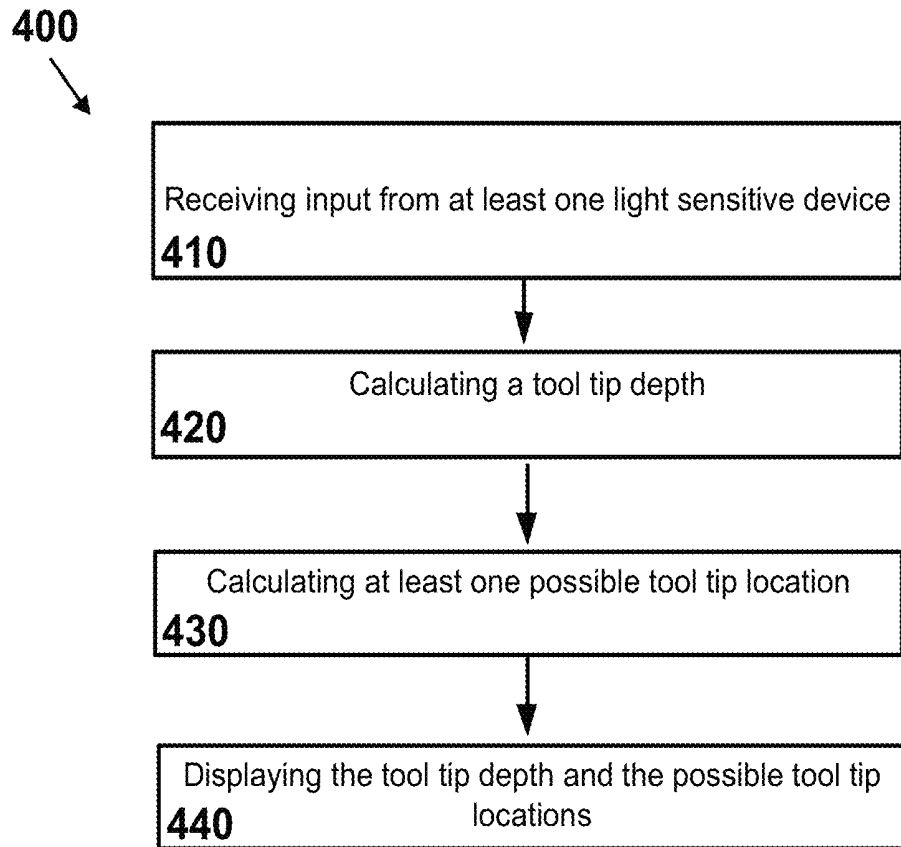 400
Receiving input from at least one light sensitive device
410
Calculating a tool tip depth
420
Calculating at least one possible tool tip location
430
Displaying the tool tip depth and the possible tool tip
locations
440